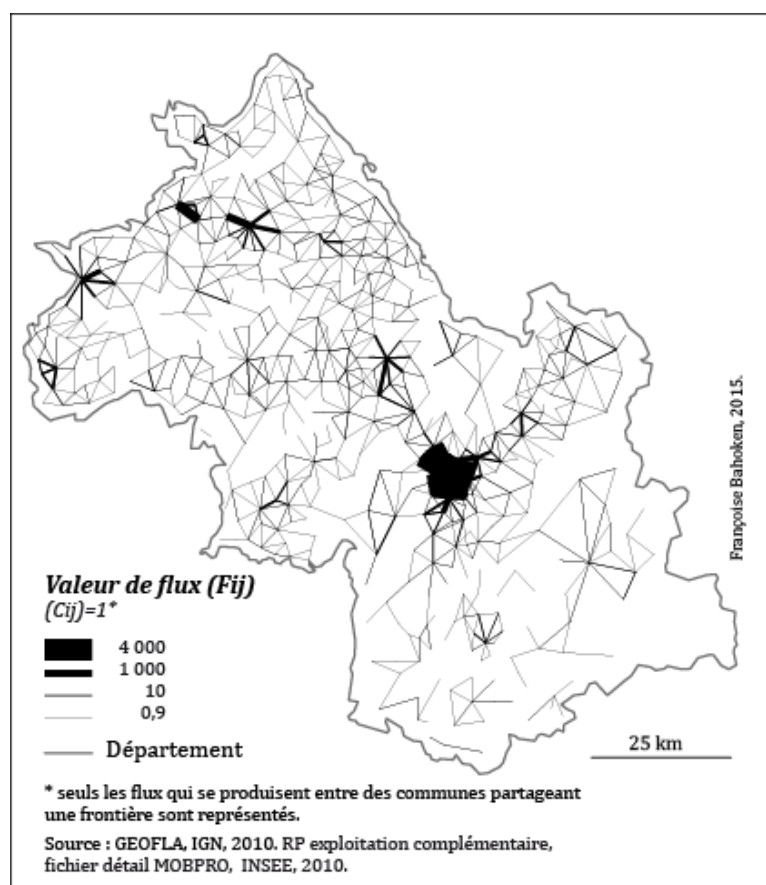 Françoise Bahoken, 2015.
Valeur de flux (Fij)
(Cij)=1*
4 000
1 000
10
0,9
Département
25 km
* seuls les flux qui se produisent entre des communes partageant
une frontière sont représentés.
Source : GEOFLA, IGN, 2010. RP exploitation complémentaire,
fichier détail MOBPRO, INSEE, 2010.